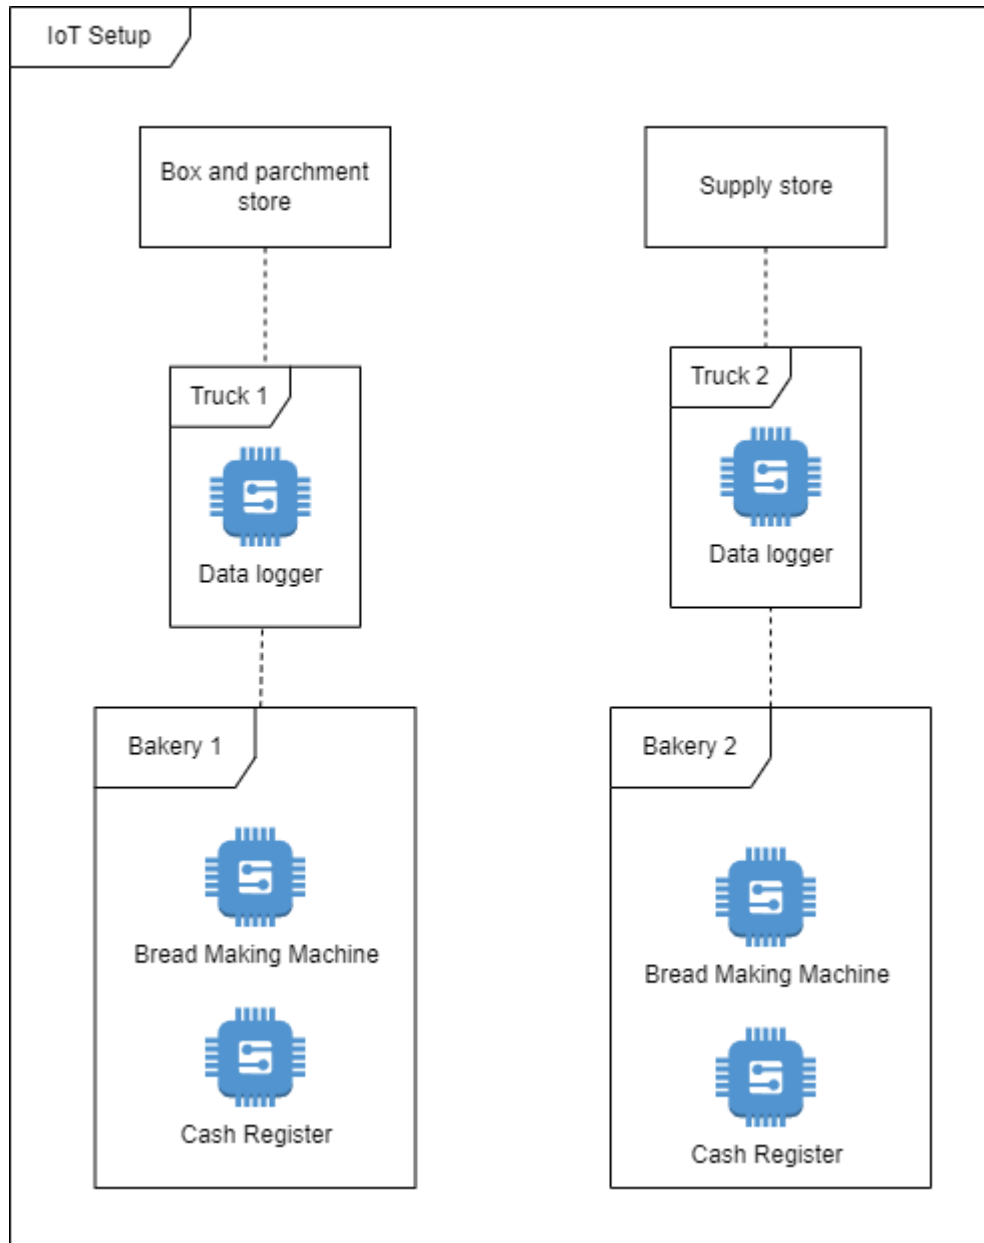 IoT Setup
Box and parchment
store
Supply store
Truck 1
Data logger
Truck 2
Data logger
Bakery 1
Bread Making Machine
Cash Register
Bakery 2
Bread Making Machine
Cash Register